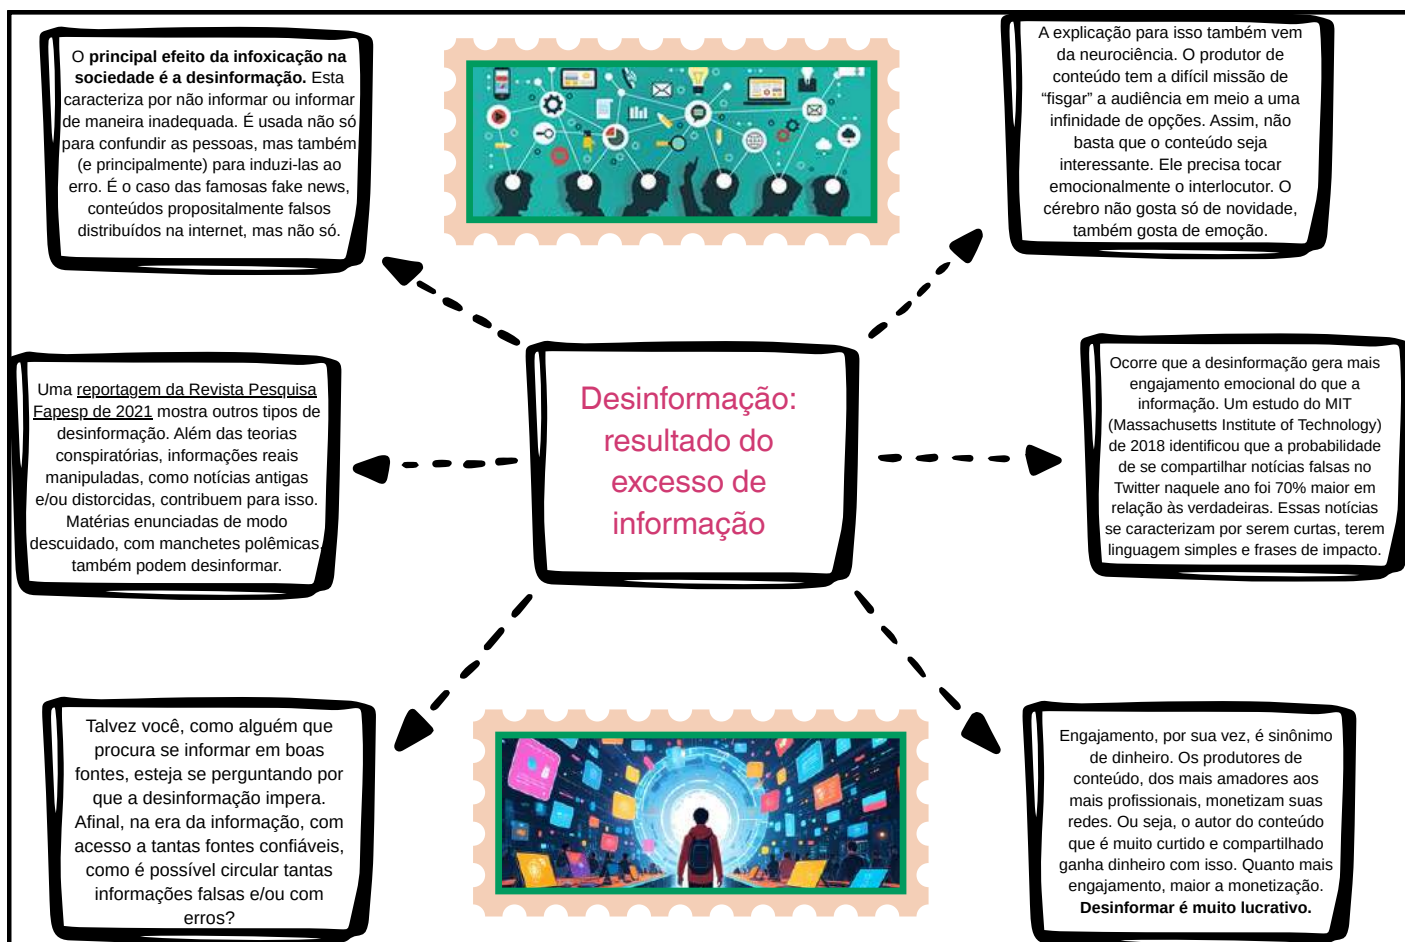 O principal efeito da infoxicação na
sociedade é a desinformação. Esta
caracteriza por não informar ou informar
de maneira inadequada. É usada não só
para confundir as pessoas, mas também
(e principalmente) para induzi-las ao
erro. É o caso das famosas fake news,
conteúdos propositalmente falsos
distribuídos na internet, mas não só.
Uma reportagem da Revista Pesquisa
Fapesp de 2021 mostra outros tipos de
desinformação. Além das teorias
conspiratórias, informações reais
manipuladas, como notícias antigas
e/ou distorcidas, contribuem para isso.
Matérias enunciadas de modo
descuidado, com manchetes polêmicas,
também podem desinformar.
Talvez você, como alguém que
procura se informar em boas
fontes, esteja se perguntando por
que a desinformação impera.
Afinal, na era da informação, com
acesso a tantas fontes confiáveis,
como é possível circular tantas
informações falsas e/ou com
erros?
Desinformação:
resultado do
excesso de
informação
A explicação para isso também vem
da neurociência. O produtor de
conteúdo tem a difícil missão de
“fisgar” a audiência em meio a uma
infinidade de opções. Assim, não
basta que o conteúdo seja
interessante. Ele precisa tocar
emocionalmente o interlocutor. O
cérebro não gosta só de novidade,
também gosta de emoção.
Ocorre que a desinformação gera mais
engajamento emocional do que a
informação. Um estudo do MIT
(Massachusetts Institute of Technology)
de 2018 identificou que a probabilidade
de se compartilhar notícias falsas no
Twitter naquele ano foi 70% maior em
relação às verdadeiras. Essas notícias
se caracterizam por serem curtas, terem
linguagem simples e frases de impacto.
Engajamento, por sua vez, é sinônimo
de dinheiro. Os produtores de
conteúdo, dos mais amadores aos
mais profissionais, monetizam suas
redes. Ou seja, o autor do conteúdo
que é muito curtido e compartilhado
ganha dinheiro com isso. Quanto mais
engajamento, maior a monetização.
Desinformar é muito lucrativo.